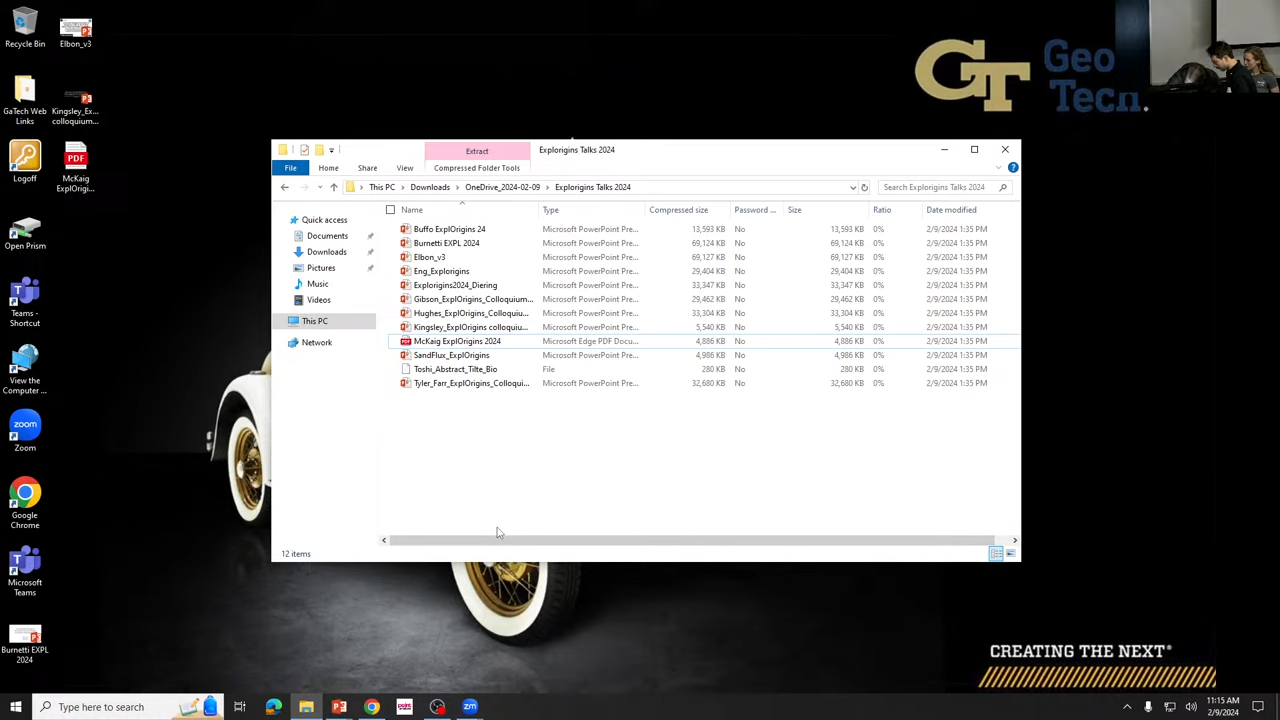 Recycle Bin
Elbon_v3
GaTech Web
Links
Kingsley_Ex...
colloquium...
Logoff
PDF
McKaig
ExplOrigi...
Open Prism
Teams -
Shortcut
View the
Computer ...
zoom
Zoom
Google
Chrome
Microsoft
Teams
Burnetti EXPL
2024
GT
Geo
Tech.
Extract
Explorigins Talks 2024
File
Home
Share
View
Compressed Folder Tools
This PC > Downloads > OneDrive_2024-02-09 > Explorigins Talks 2024
Search Explorigins Talks 2024
Quick access
Documents
Downloads
Pictures
Music
Videos
This PC
Network
Name Type Compressed size Password ... Size Ratio Date modified
Buffo ExplOrigins 24 Microsoft PowerPoint Pre... 13,593 KB No 13,593 KB 0% 2/9/2024 1:35 PM
Burnetti EXPL 2024 Microsoft PowerPoint Pre... 69,124 KB No 69,124 KB 0% 2/9/2024 1:35 PM
Elbon_v3 Microsoft PowerPoint Pre... 69,127 KB No 69,127 KB 0% 2/9/2024 1:35 PM
Eng_Explorigins Microsoft PowerPoint Pre... 29,404 KB No 29,404 KB 0% 2/9/2024 1:35 PM
Explorigins2024_Diering Microsoft PowerPoint Pre... 33,347 KB No 33,347 KB 0% 2/9/2024 1:35 PM
Gibson_ExplOrigins_Colloquium... Microsoft PowerPoint Pre... 29,462 KB No 29,462 KB 0% 2/9/2024 1:35 PM
Hughes_ExplOrigins_Colloquiu... Microsoft PowerPoint Pre... 33,304 KB No 33,304 KB 0% 2/9/2024 1:35 PM
Kingsley_ExplOrigins colloquiu... Microsoft PowerPoint Pre... 5,540 KB No 5,540 KB 0% 2/9/2024 1:35 PM
McKaig ExplOrigins 2024 Microsoft Edge PDF Docu... 4,886 KB No 4,886 KB 0% 2/9/2024 1:35 PM
SandFlux_ExplOrigins Microsoft PowerPoint Pre... 4,986 KB No 4,986 KB 0% 2/9/2024 1:35 PM
Toshi_Abstract_Tilte_Bio File 280 KB No 280 KB 0% 2/9/2024 1:35 PM
Tyler_Farr_ExplOrigins_Colloqui... Microsoft PowerPoint Pre... 32,680 KB No 32,680 KB 0% 2/9/2024 1:35 PM
12 items
CREATING THE NEXT®
Type here to search
11:15 AM
2/9/2024